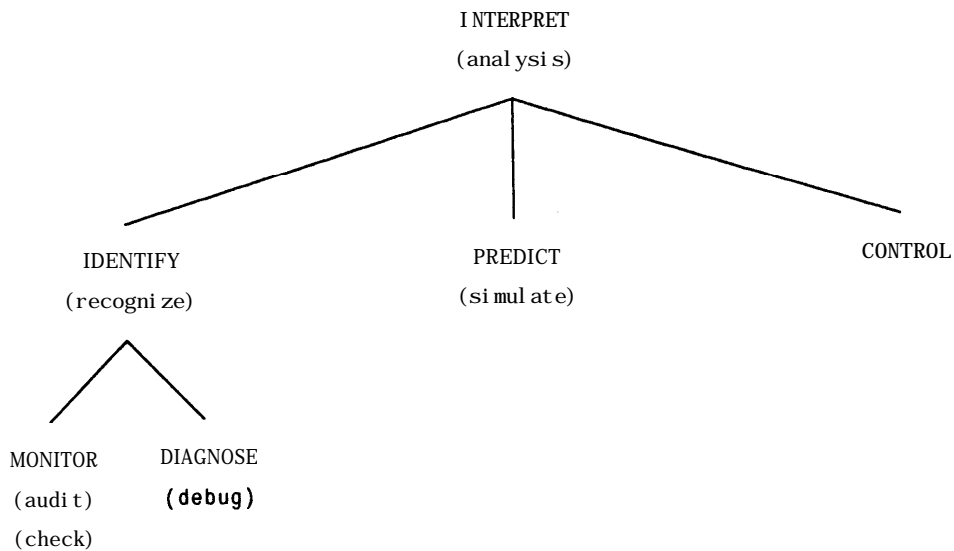 INTERPRET
(analysis)
IDENTIFY
(recognize)
PREDICT
(simulate)
CONTROL
MONITOR
(audit)
(check)
DIAGNOSE
(debug)